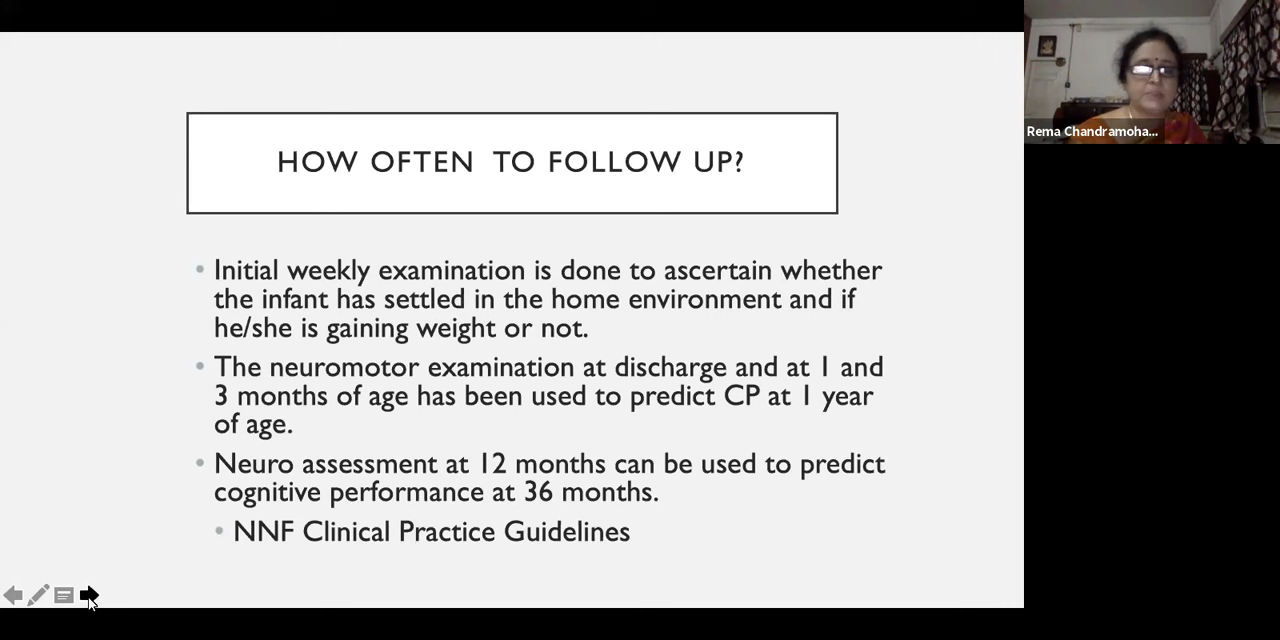 HOW OFTEN TO FOLLOW UP?
• Initial weekly examination is done to ascertain whether
the infant has settled in the home environment and if
he/she is gaining weight or not.
• The neuromotor examination at discharge and at 1 and
3 months of age has been used to predict CP at 1 year
of age.
• Neuro assessment at 12 months can be used to predict
cognitive performance at 36 months.
• NNF Clinical Practice Guidelines
Rema Chandramoha...